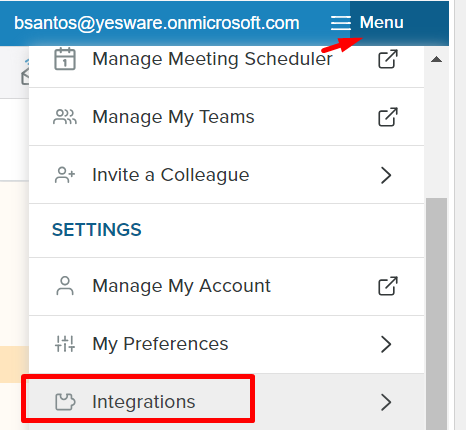 bsantos@yesware.onmicrosoft.com Menu
1 Manage Meeting Scheduler
Manage My Teams
Invite a Colleague
SETTINGS
Manage My Account
My Preferences
Integrations